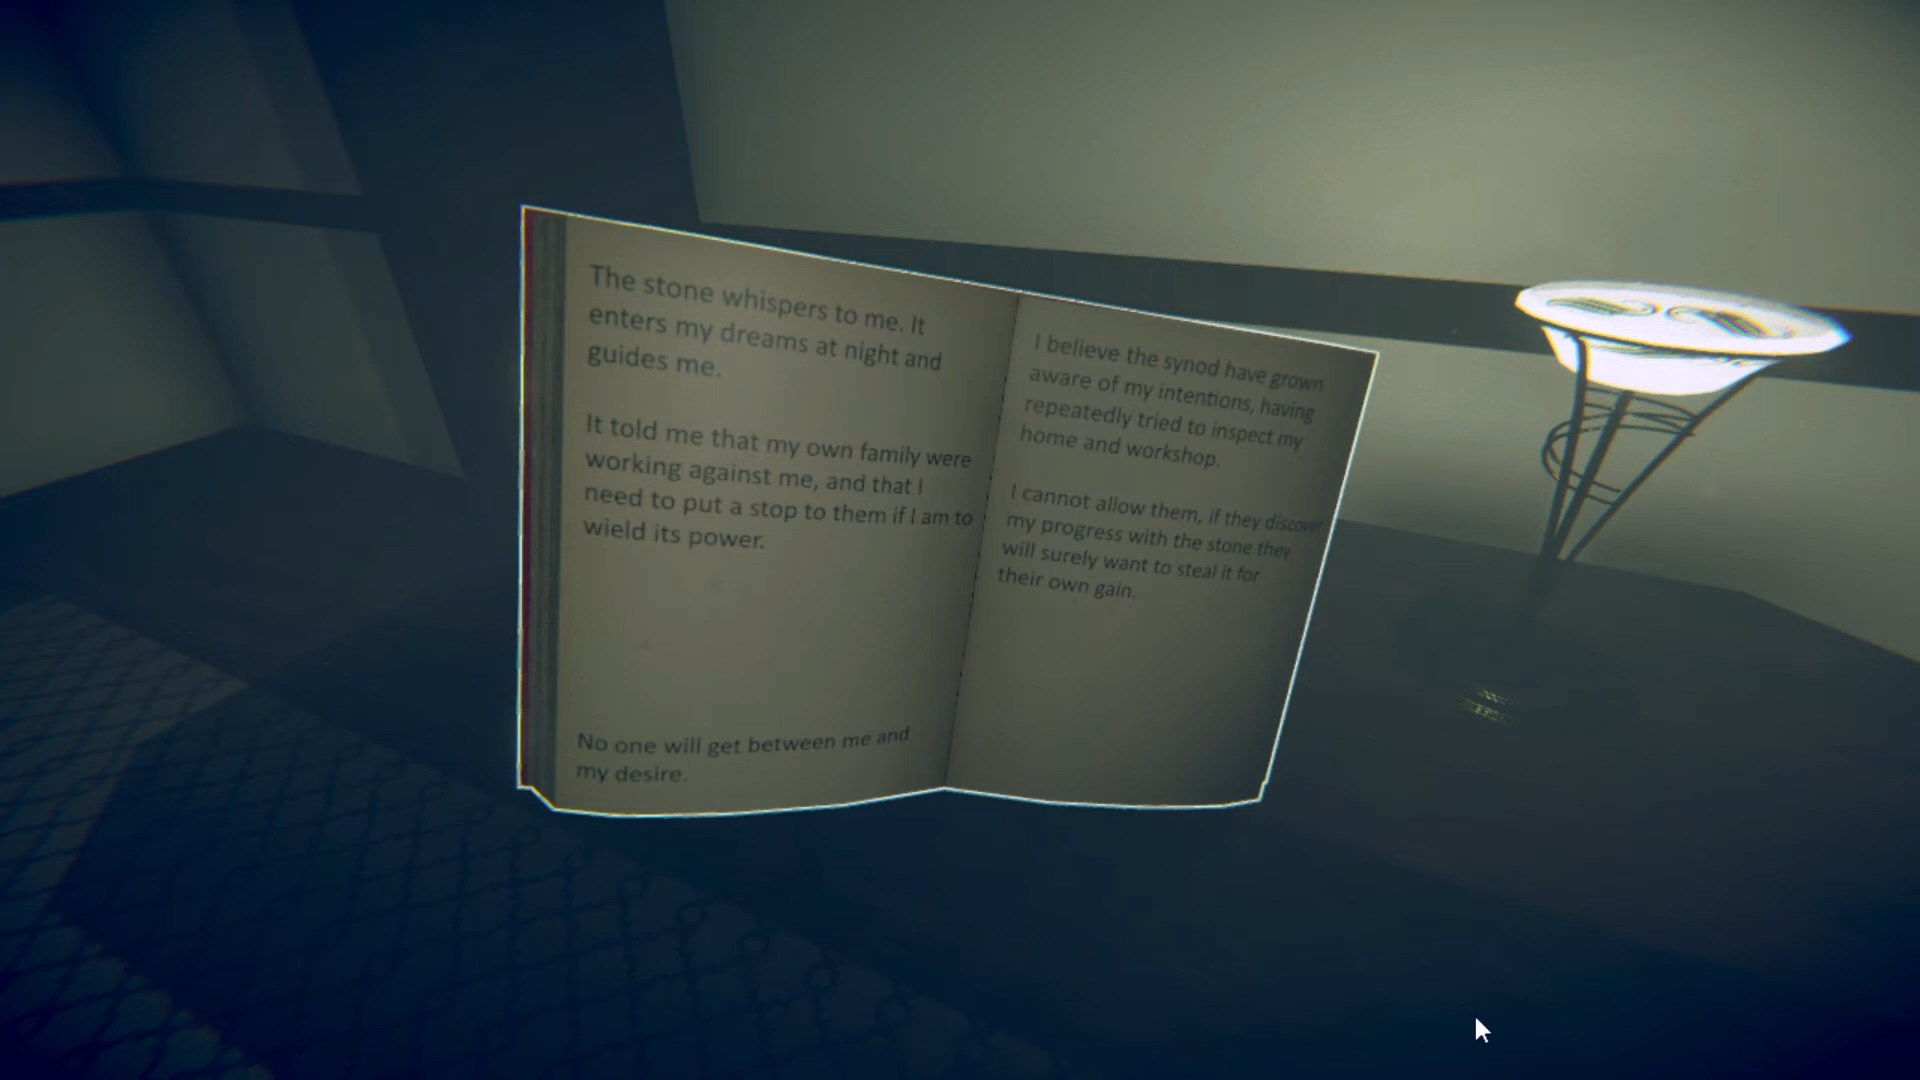 The stone whispers to me. It
enters my dreams at night and
guides me.
It told me that my own family were
working against me, and that I
need to put a stop to them if I am to
wield its power.
No one will get between me and
my desire.
I believe the synod have grown
aware of my intentions, having
repeatedly tried to inspect my
home and workshop.
I cannot allow them, if they discover
my progress with the stone they
will surely want to steal it for
their own gain.